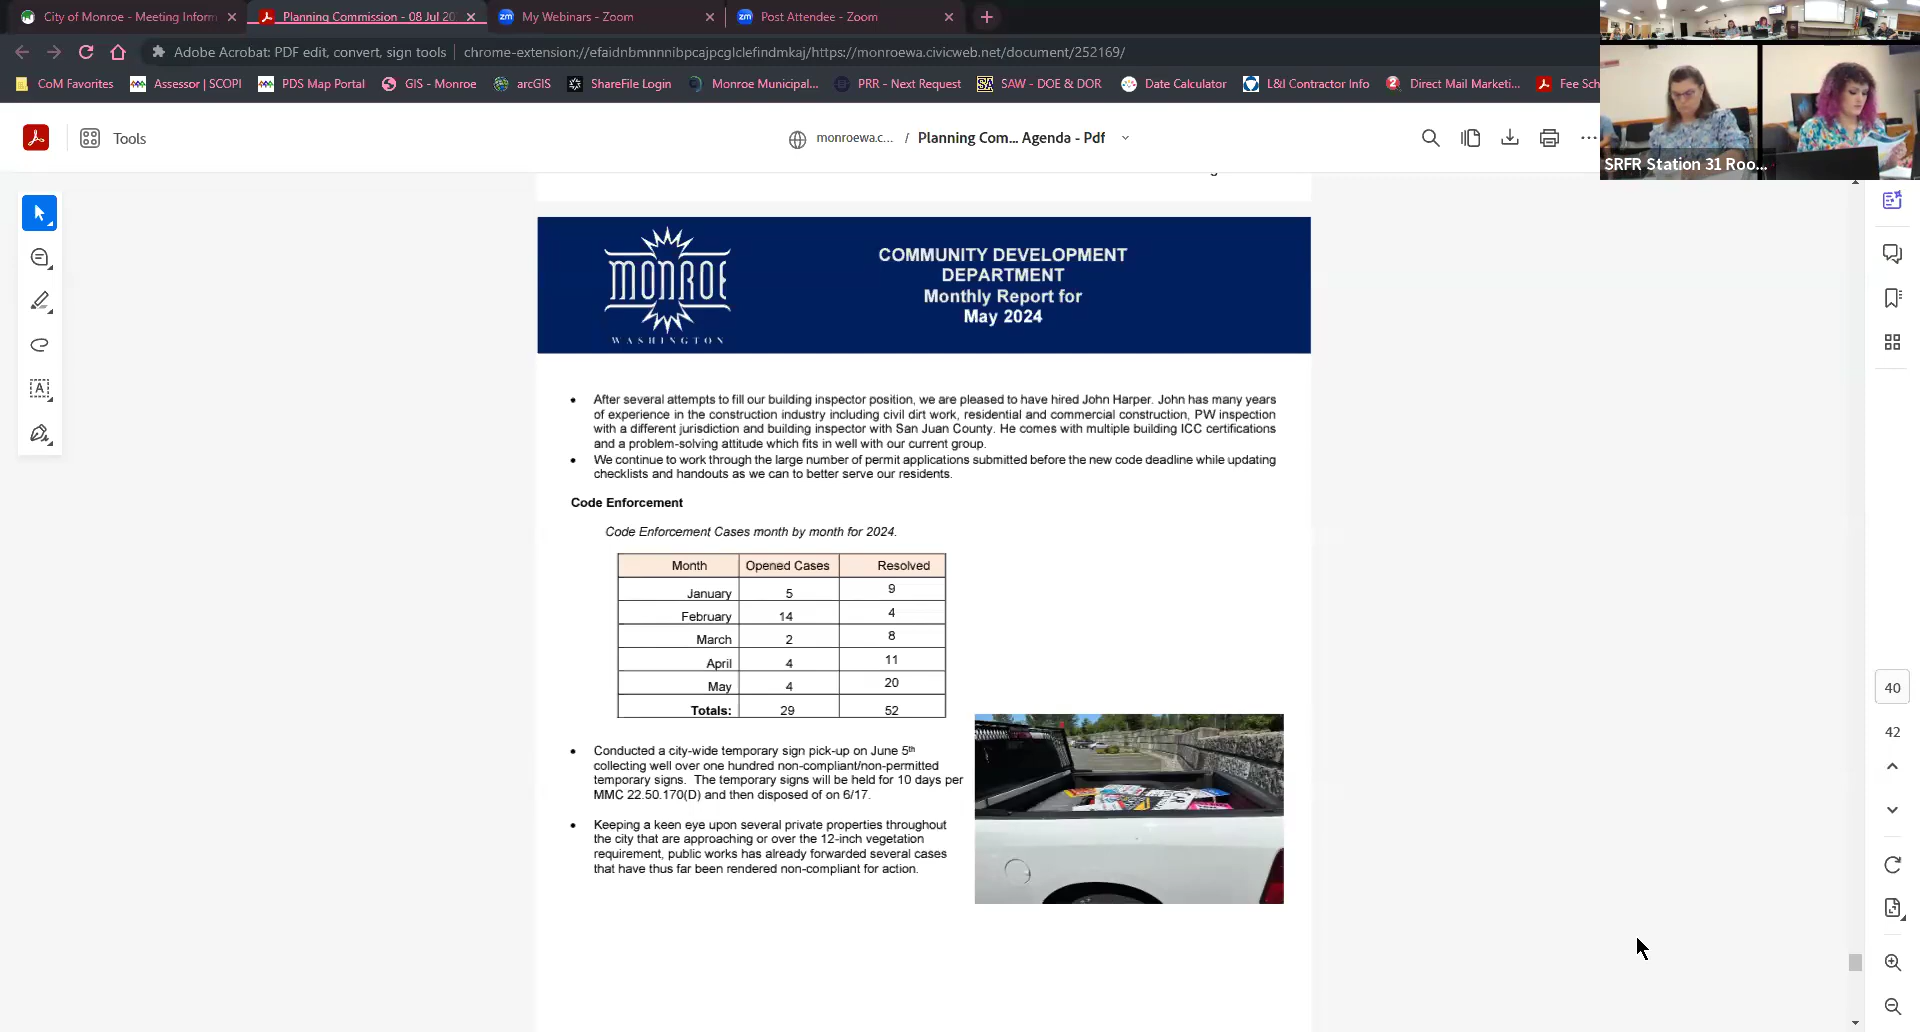 City of Monroe - Meeting Inform
Planning Commission - 08 Jul 20
My Webinars - Zoom
Post Attendee - Zoom
Adobe Acrobat: PDF edit, convert, sign tools
chrome-extension://efaidnbmnnnibpcajpcglclefindmkaj/https://monroewa.civicweb.net/document/252169/
CoM Favorites
Assessor | SCOPI
PDS Map Portal
GIS - Monroe
arcGIS
ShareFile Login
Monroe Municipal...
PRR - Next Request
SAW - DOE & DOR
Date Calculator
L&I Contractor Info
Direct Mail Marketi...
Fee Sch
Tools
monroewa.c... / Planning Com... Agenda - Pdf
SRFR Station 31 Roo...
MONROE
WASHINGTON
COMMUNITY DEVELOPMENT
DEPARTMENT
Monthly Report for
May 2024
• After several attempts to fill our building inspector position, we are pleased to have hired John Harper. John has many years
of experience in the construction industry including civil dirt work, residential and commercial construction, PW inspection
with a different jurisdiction and building inspector with San Juan County. He comes with multiple building ICC certifications
and a problem-solving attitude which fits in well with our current group.
• We continue to work through the large number of permit applications submitted before the new code deadline while updating
checklists and handouts as we can to better serve our residents.
Code Enforcement
Code Enforcement Cases month by month for 2024.
Month Opened Cases Resolved
January 5 9
February 14 4
March 2 8
April 4 11
May 4 20
Totals: 29 52
• Conducted a city-wide temporary sign pick-up on June 5th
collecting well over one hundred non-compliant/non-permitted
temporary signs. The temporary signs will be held for 10 days per
MMC 22.50.170(D) and then disposed of on 6/17.
• Keeping a keen eye upon several private properties throughout
the city that are approaching or over the 12-inch vegetation
requirement, public works has already forwarded several cases
that have thus far been rendered non-compliant for action.
40
42